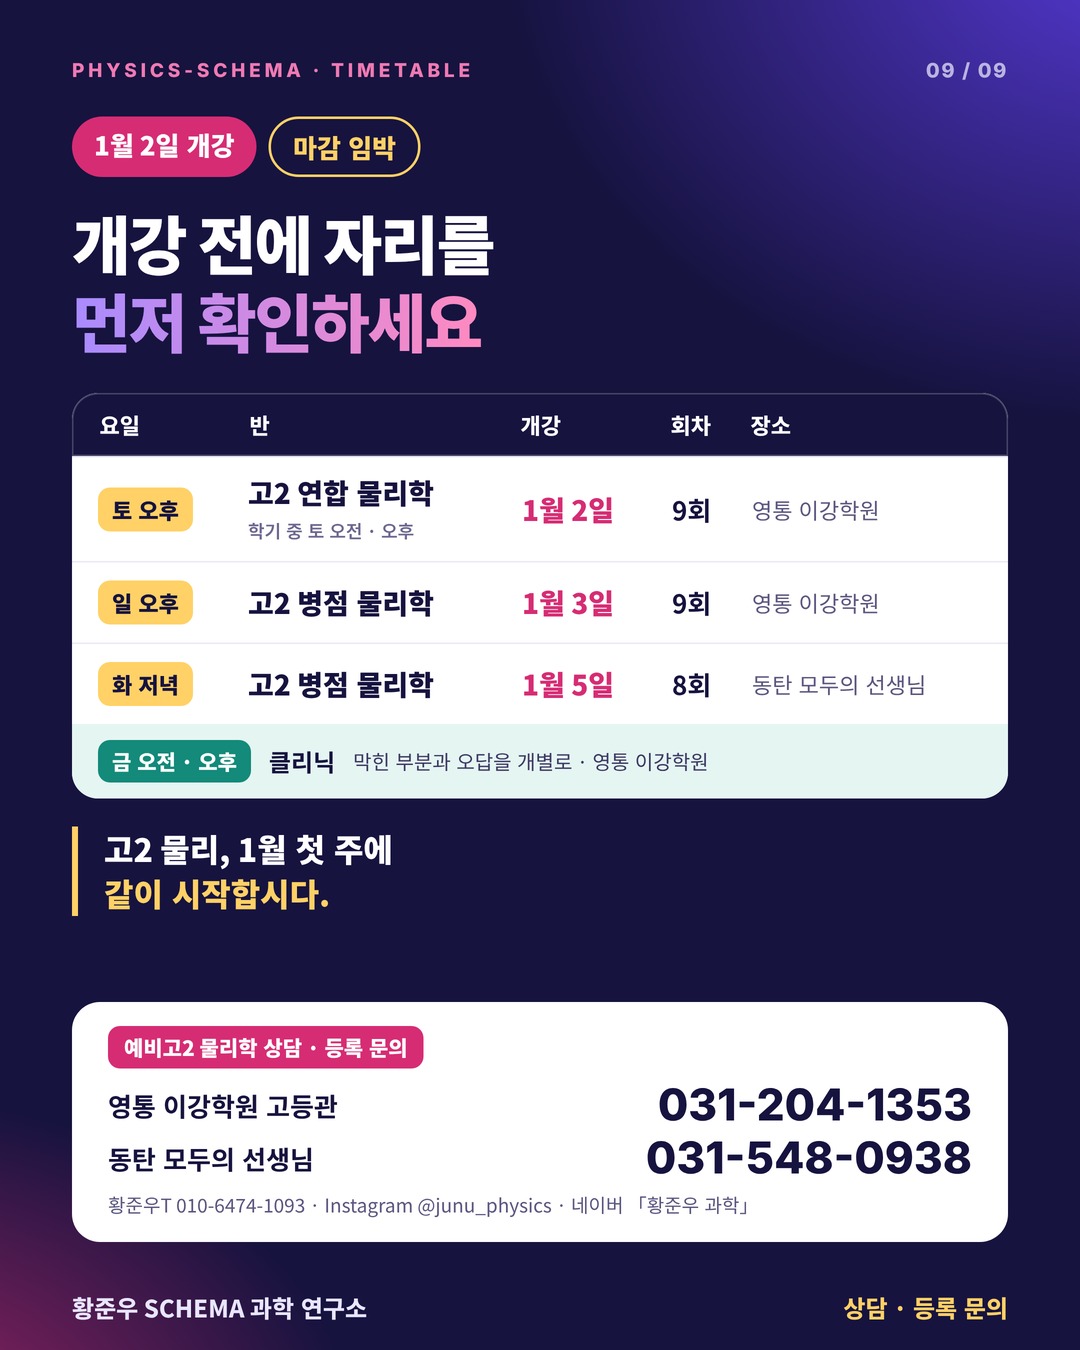 PHYSICS-SCHEMA · TIMETABLE
09 / 09
1월 2일 개강
마감 임박
개강 전에 자리를
먼저 확인하세요
요일 반 개강 회차 장소
토 오후 고2 연합 물리학 1월 2일 9회 영통 이강학원
학기 중 토 오전 · 오후
일 오후 고2 병점 물리학 1월 3일 9회 영통 이강학원
화 저녁 고2 병점 물리학 1월 5일 8회 동탄 모두의 선생님
금 오전 · 오후 클리닉 막힌 부분과 오답을 개별로 · 영통 이강학원
고2 물리, 1월 첫 주에
같이 시작합시다.
예비고2 물리학 상담 · 등록 문의
영통 이강학원 고등관 031-204-1353
동탄 모두의 선생님 031-548-0938
황준우T 010-6474-1093 · Instagram @junu_physics · 네이버 「황준우 과학」
황준우 SCHEMA 과학 연구소
상담 · 등록 문의